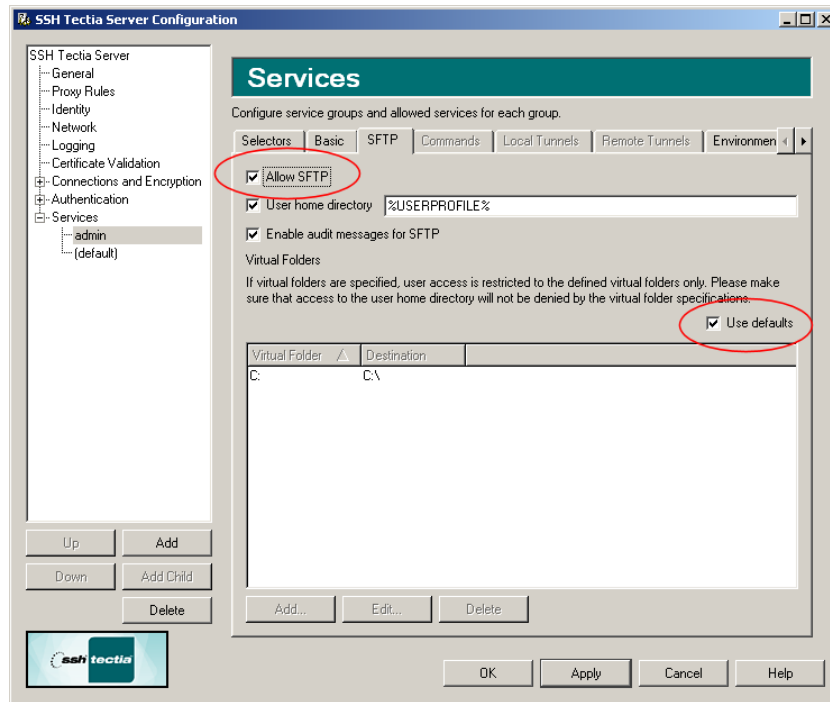 SSH Tectia Server Configuration
SSH Tectia Server
General
Proxy Rules
Identity
Network
Logging
Certificate Validation
Connections and Encryption
Authentication
Services
admin
(default)
Up
Add
Down
Add Child
Delete
ssh tectia
Services
Configure service groups and allowed services for each group.
Selectors Basic SFTP Commands Local Tunnels Remote Tunnels Environmen
Allow SFTP
User home directory %USERPROFILE%
Enable audit messages for SFTP
Virtual Folders
If virtual folders are specified, user access is restricted to the defined virtual folders only. Please make
sure that access to the user home directory will not be denied by the virtual folder specifications.
Use defaults
Virtual Folder Destination
C: C:\
Add... Edit... Delete
OK Apply Cancel Help